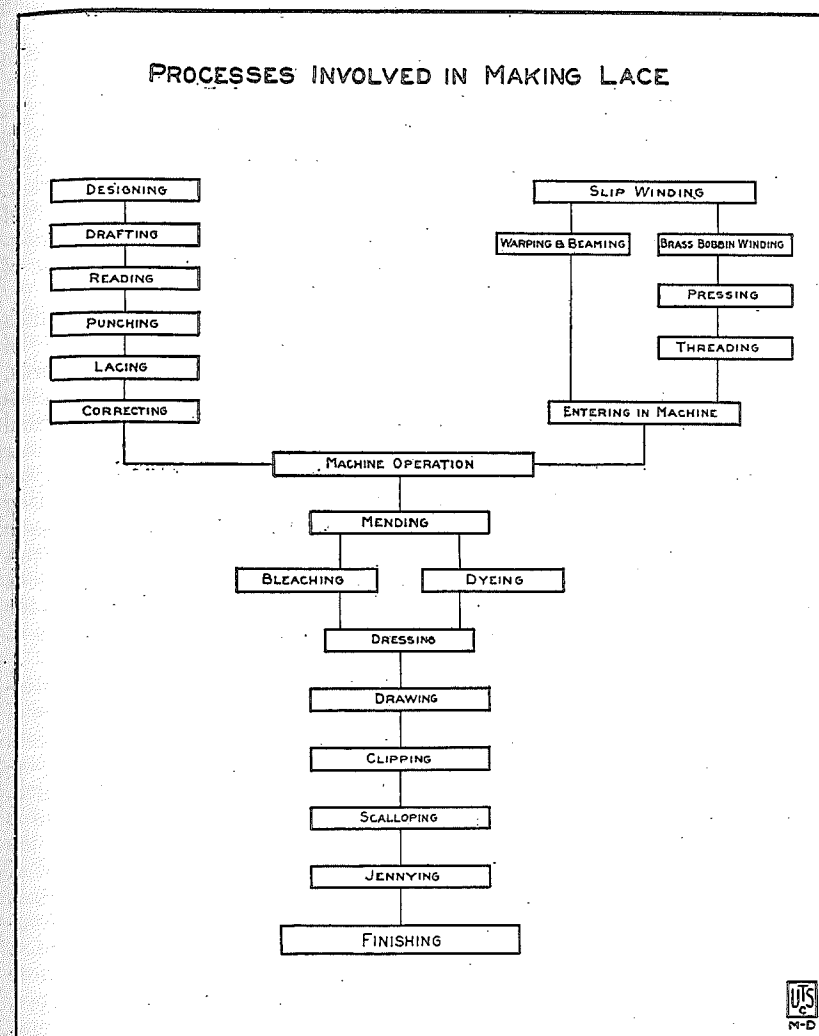 PROCESSES INVOLVED IN MAKING LACE
DESIGNING
DRAFTING
READING
PUNCHING
LACING
CORRECTING
SLIP WINDING
WARPING & BEAMING
BRASS BOBBIN WINDING
PRESSING
THREADING
ENTERING IN MACHINE
MACHINE OPERATION
MENDING
BLEACHING
DYEING
DRESSING
DRAWING
CLIPPING
SCALLOPING
JENNYING
FINISHING
UTS
C
M-D